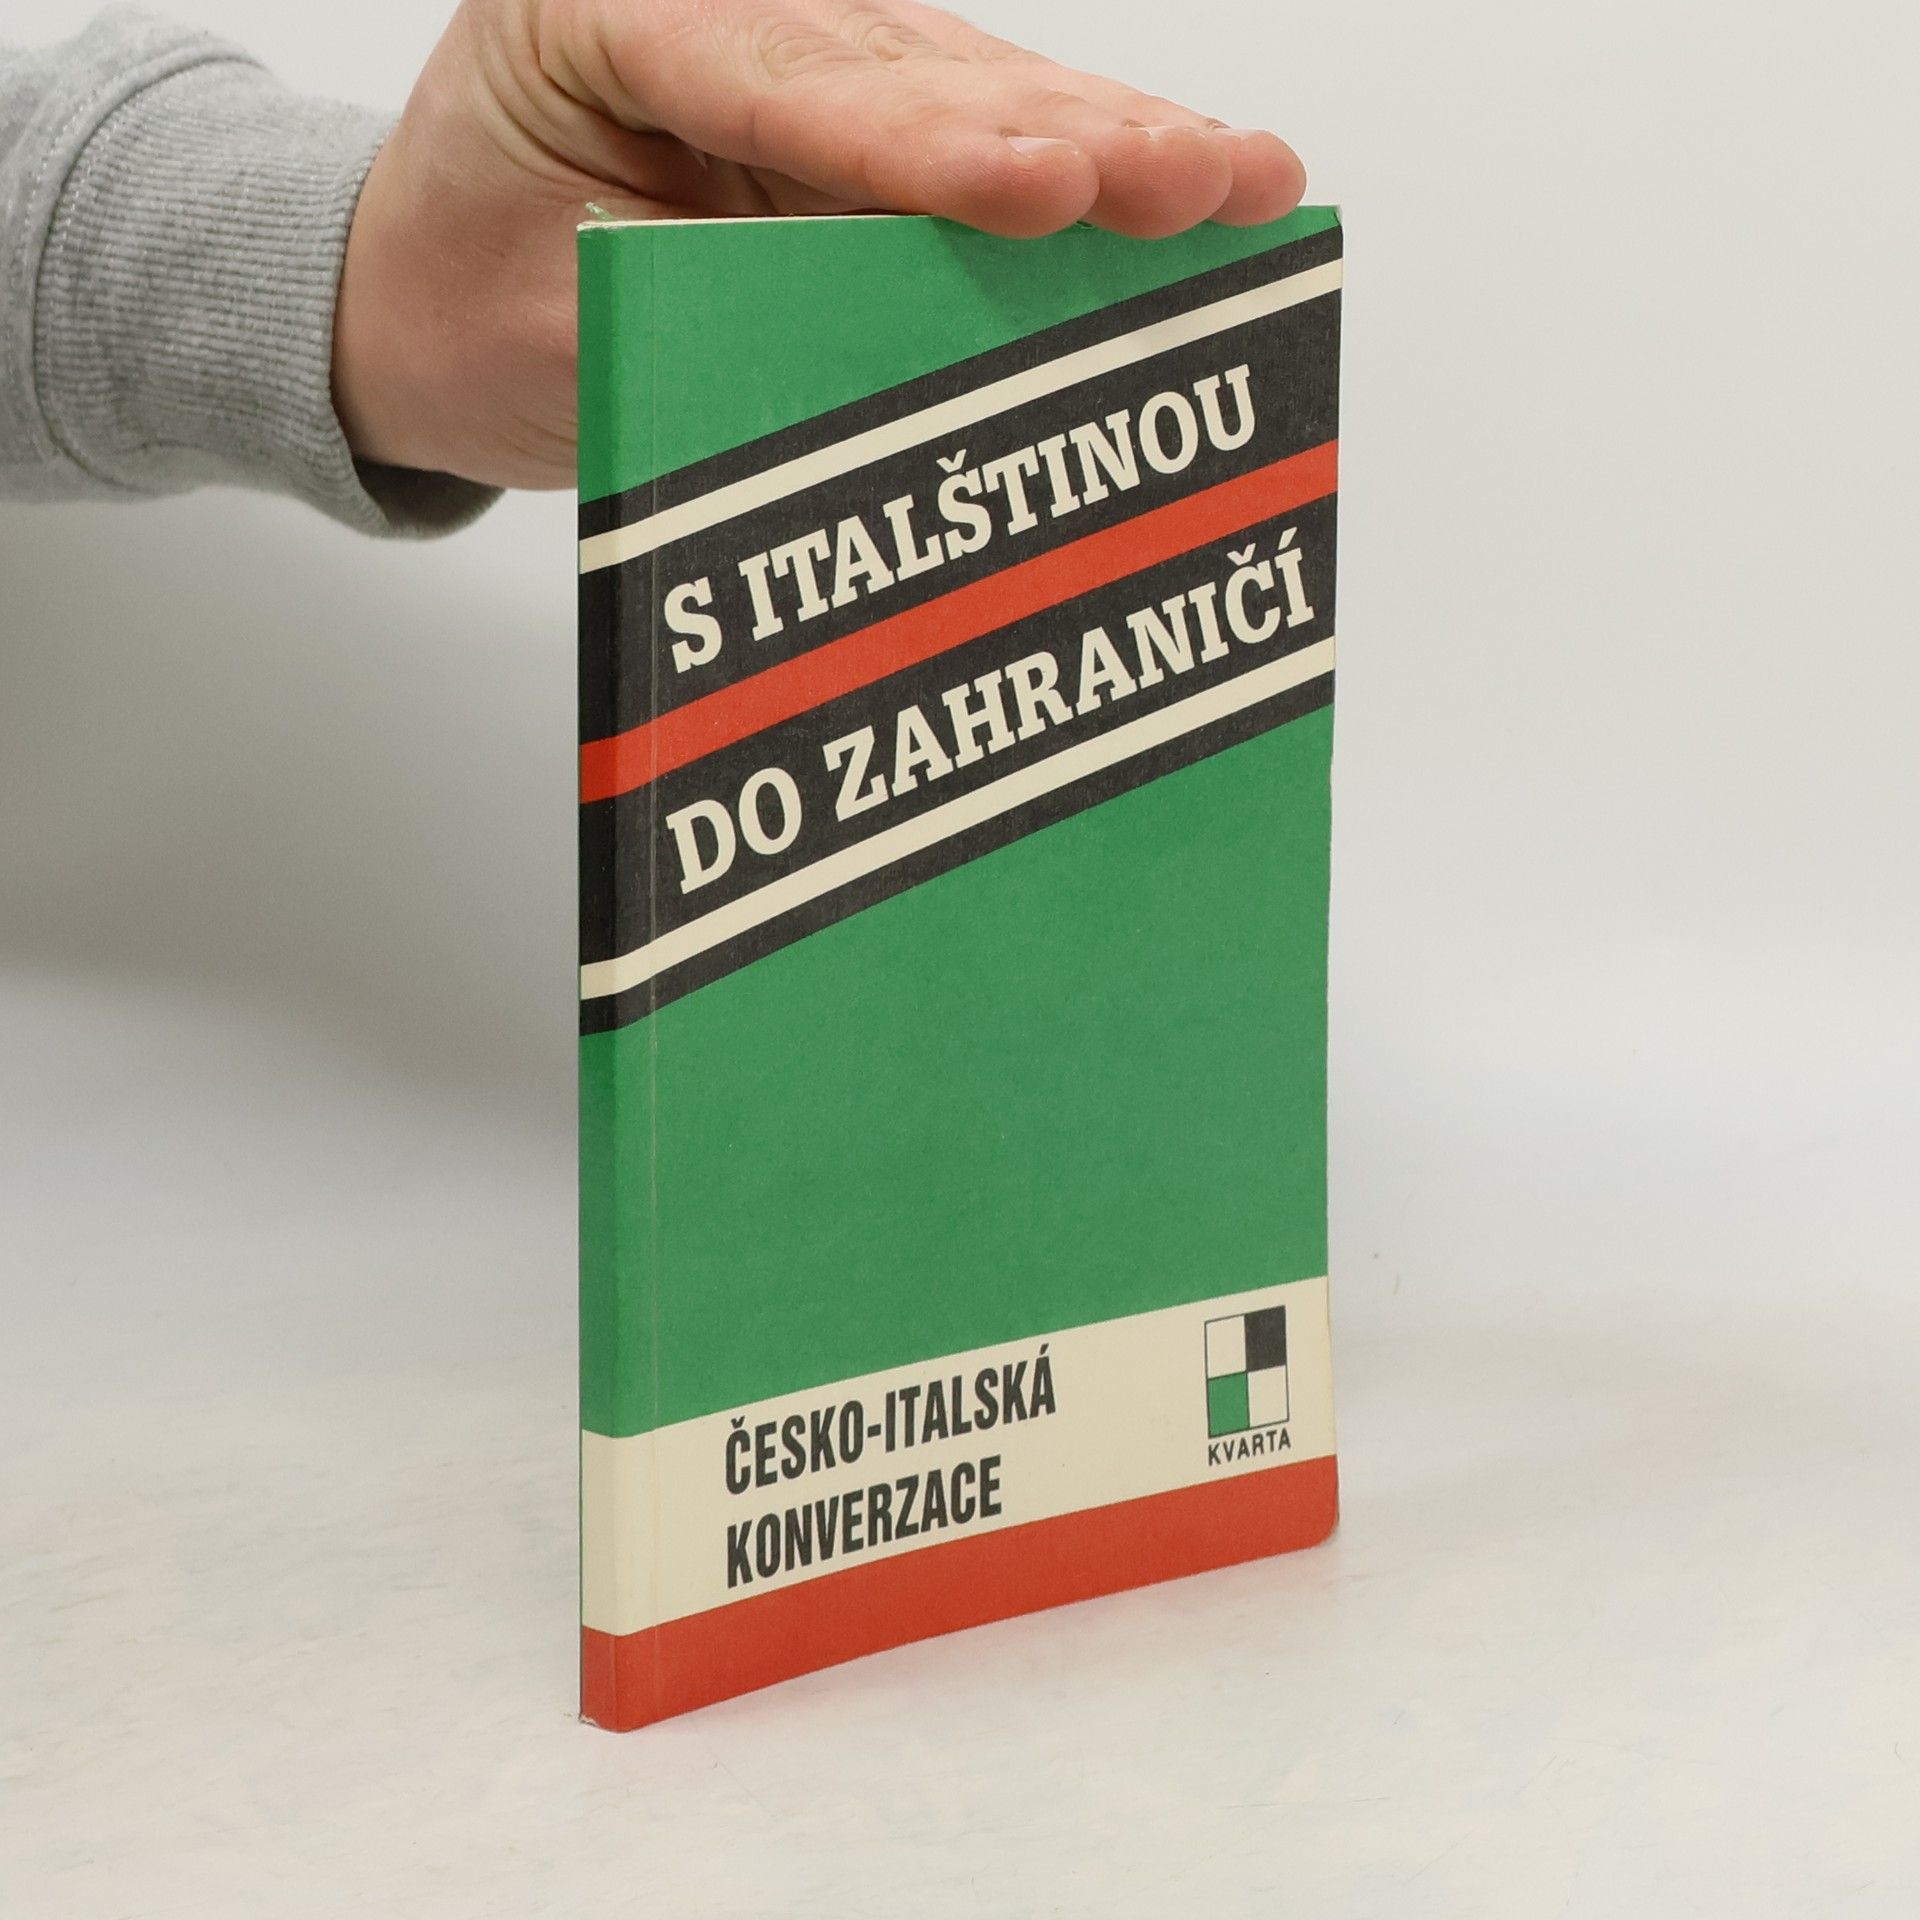 S ITALŠTINOU
DO ZAHRANIČÍ
ČESKO-ITALSKÁ
KONVERZACE
KVARTA